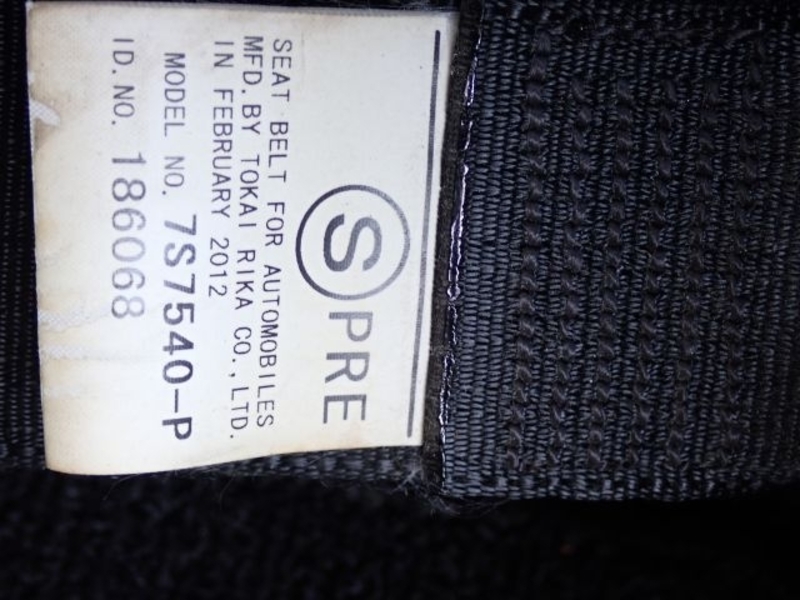 Ⓢ PRE
SEAT BELT FOR AUTOMOBILES
MFD. BY TOKAI RIKA CO., LTD.
IN FEBRUARY 2012
MODEL NO. 7S7540-P
ID. NO. 186068